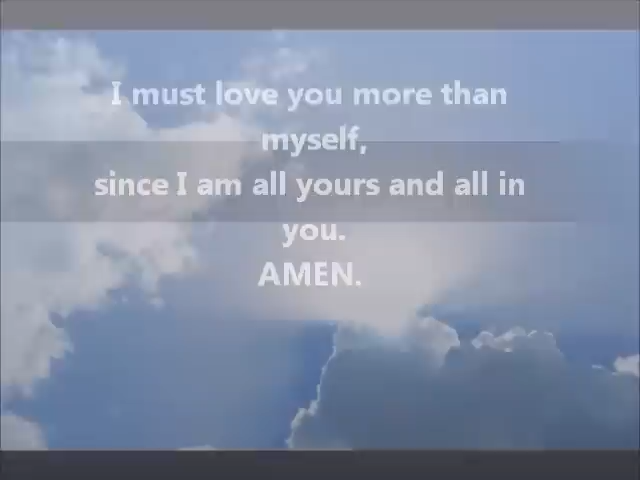 I must love you more than
myself,
since I am all yours and all in
you.
AMEN.